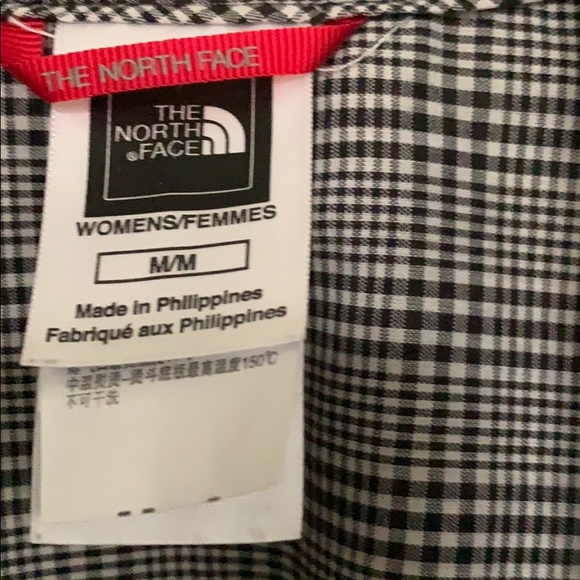 THE NORTH FACE
THE
NORTH
FACE
WOMENS/FEMMES
M/M
Made in Philippines
Fabriqué aux Philippines
中温熨烫-熨斗底板最高温度150℃
不可干洗